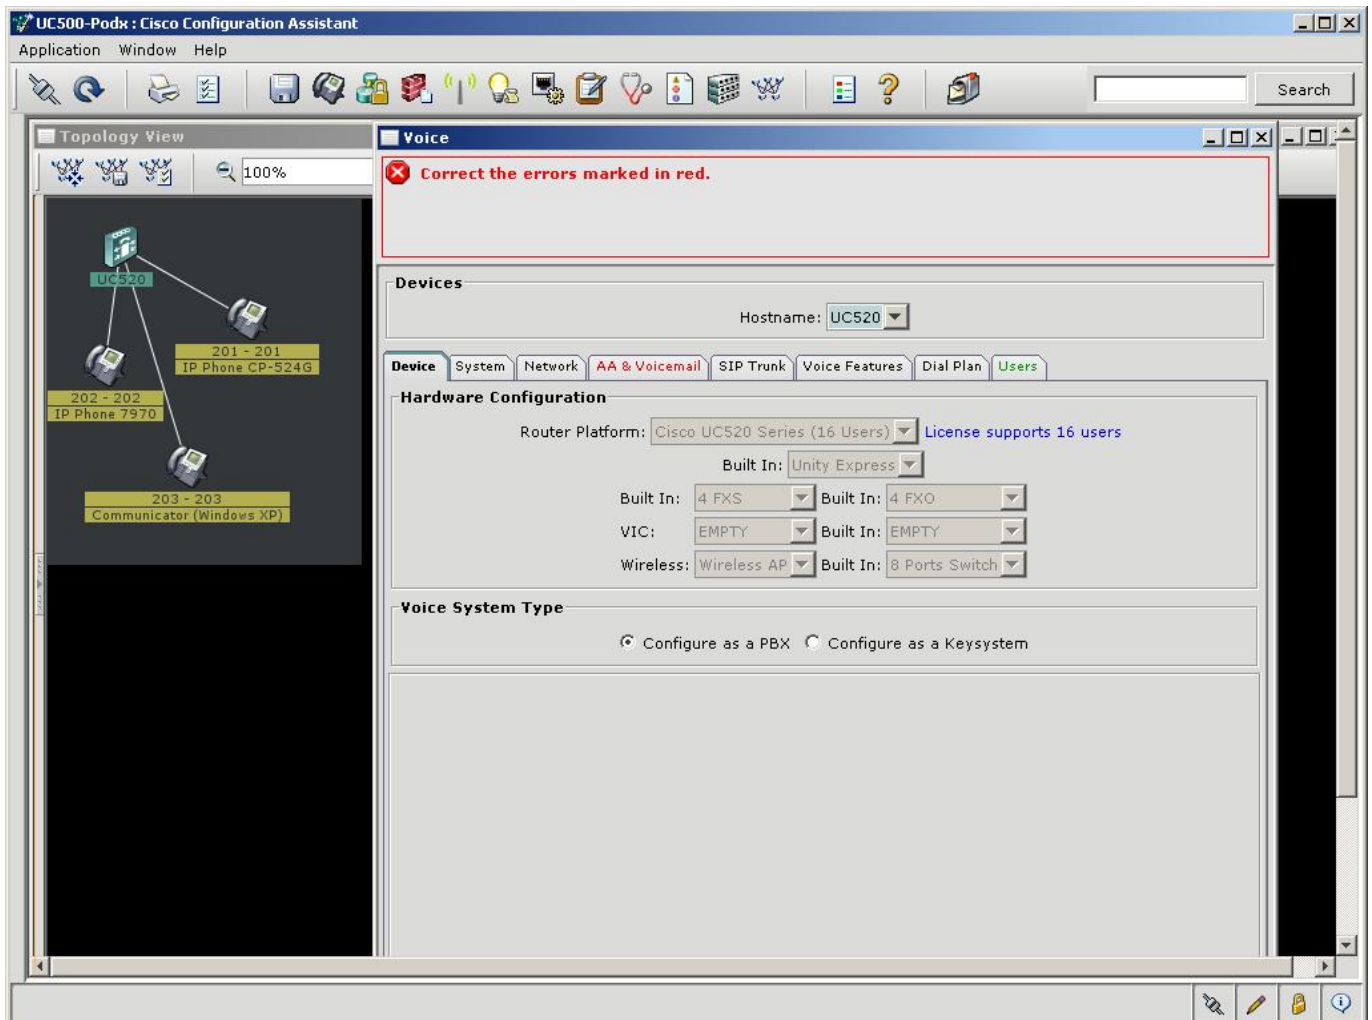 UC500-Podx : Cisco Configuration Assistant
Application Window Help
Search
Topology View
100%
UC520
201 - 201
IP Phone CP-524G
202 - 202
IP Phone 7970
203 - 203
Communicator (Windows XP)
Voice
Correct the errors marked in red.
Devices
Hostname: UC520
Device System Network AA & Voicemail SIP Trunk Voice Features Dial Plan Users
Hardware Configuration
Router Platform: Cisco UC520 Series (16 Users) License supports 16 users
Built In: Unity Express
Built In: 4 FXS Built In: 4 FXO
VIC: EMPTY Built In: EMPTY
Wireless: Wireless AP Built In: 8 Ports Switch
Voice System Type
Configure as a PBX Configure as a Keysystem